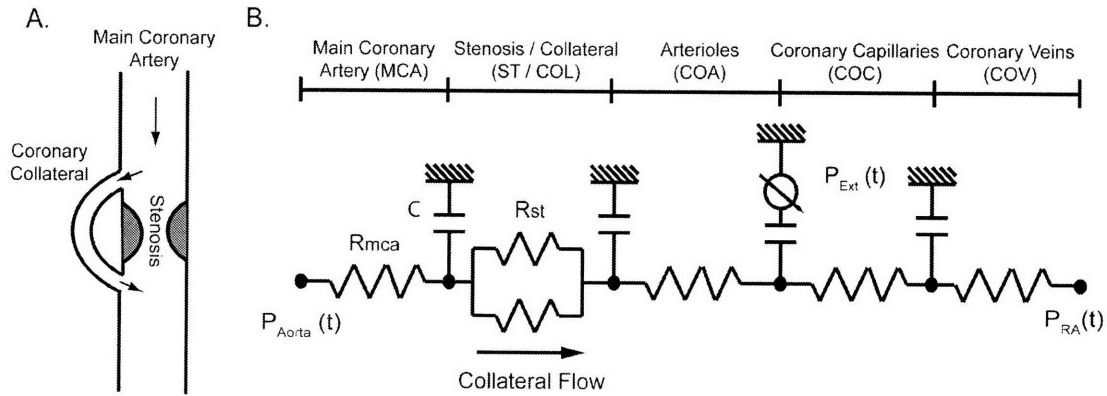 A.
Main Coronary
Artery
Coronary
Collateral
Stenosis
B.
Main Coronary
Artery (MCA)
Stenosis / Collateral
(ST / COL)
Arterioles
(COA)
Coronary Capillaries
(COC)
Coronary Veins
(COV)
P_Ext (t)
C
Rst
Rmca
P_Aorta (t)
P_RA(t)
Collateral Flow